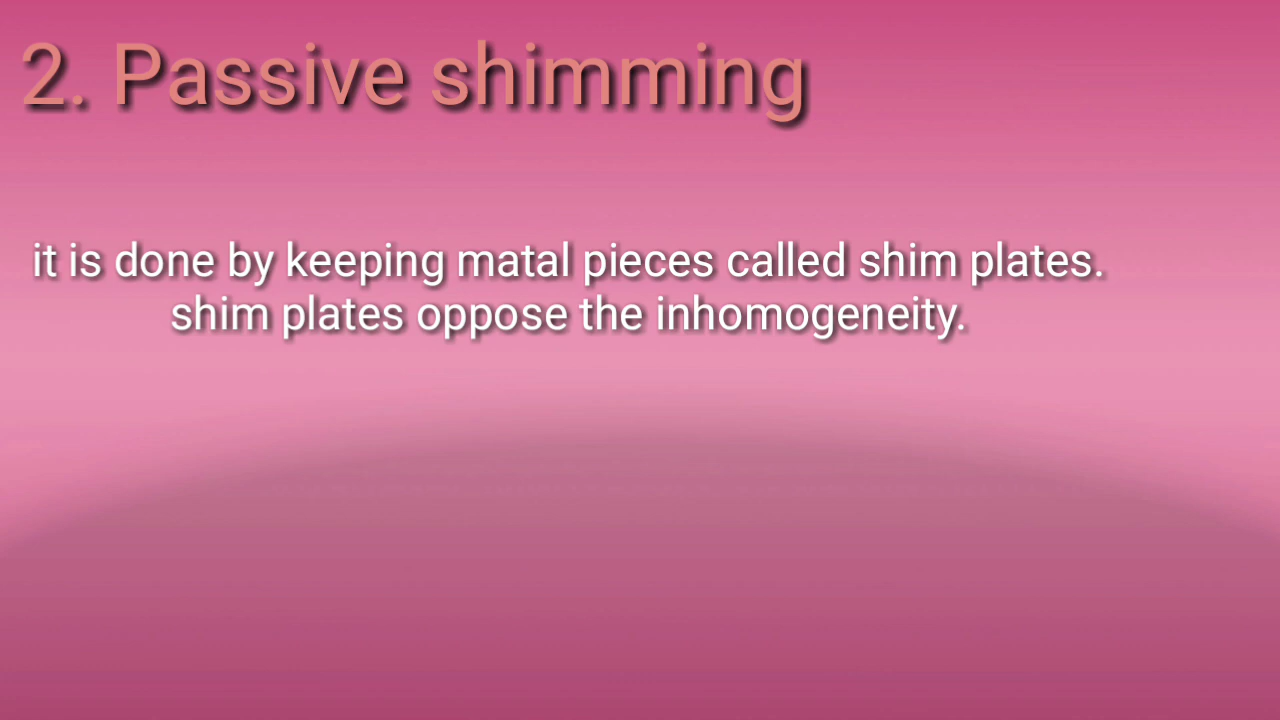 2. Passive shimming
it is done by keeping matal pieces called shim plates.
shim plates oppose the inhomogeneity.